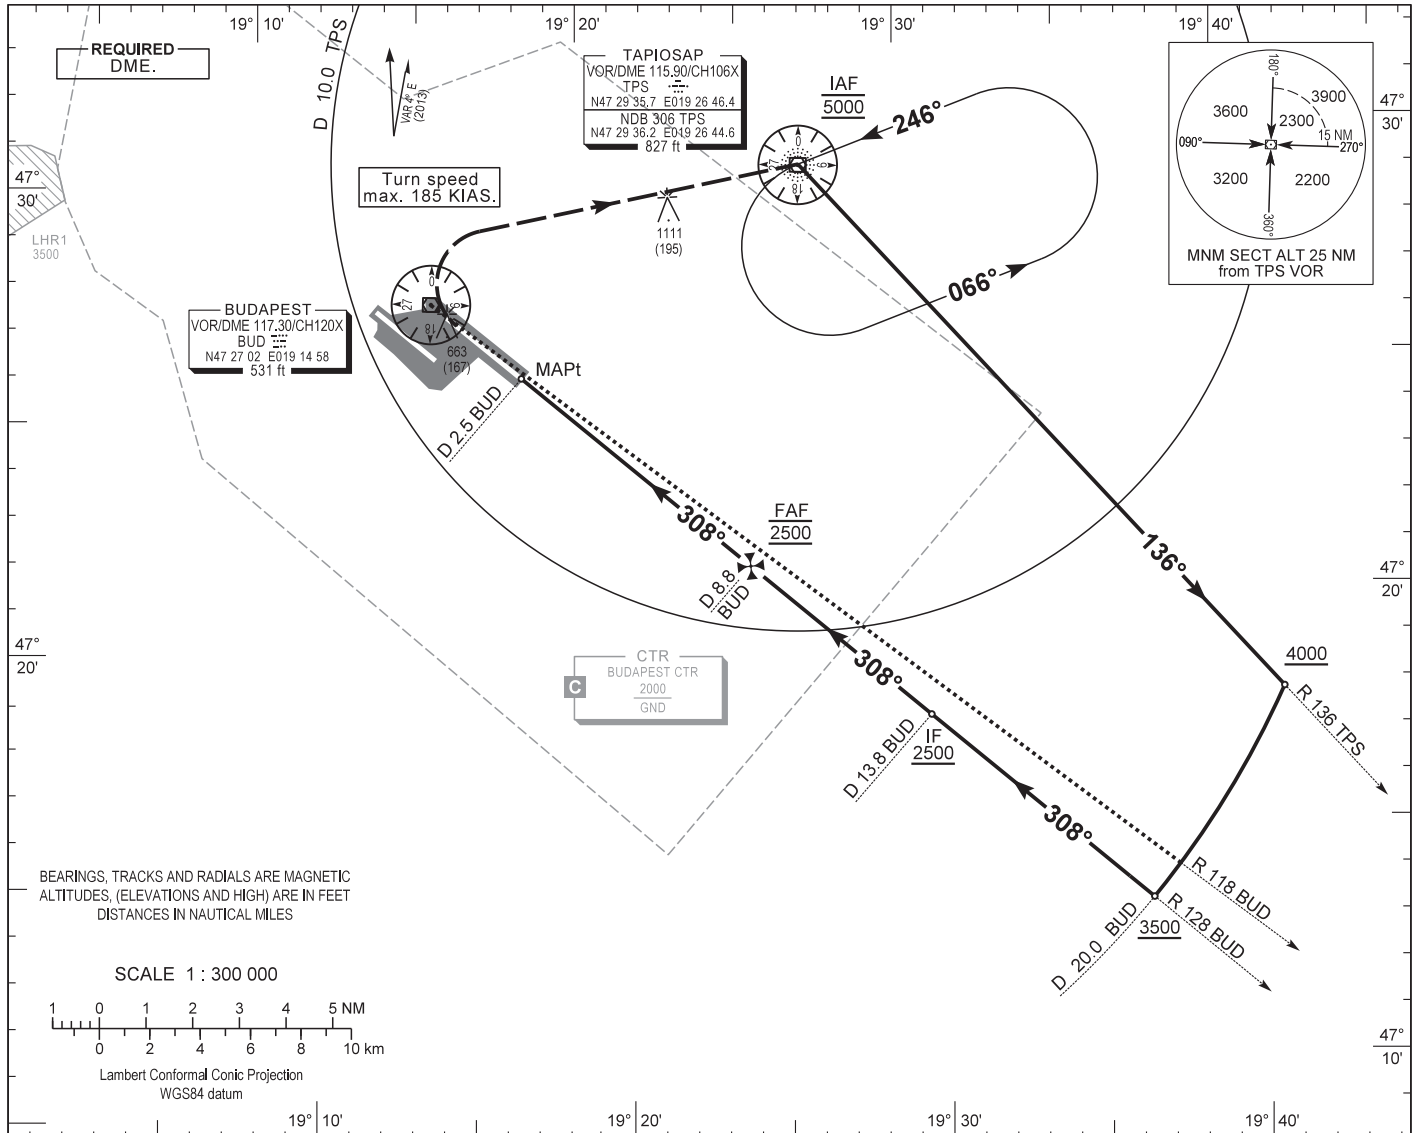 19° 10'
19° 20'
19° 30'
19° 40'
REQUIRED
DME.
D 10.0 TPS
VAR 4° E
(2013)
TAPIOSAP
VOR/DME 115.90/CH106X
TPS
N47 29 35.7 E019 26 46.4
NDB 306 TPS
N47 29 36.2 E019 26 44.6
827 ft
IAF
5000
246°
066°
180°
3600
3900
2300
15 NM
090°
270°
3200
2200
360°
MNM SECT ALT 25 NM
from TPS VOR
47°
30'
47°
30'
Turn speed
max. 185 KIAS.
LHR1
3500
0
9
18
27
1111
(195)
BUDAPEST
VOR/DME 117.30/CH120X
BUD
N47 27 02 E019 14 58
531 ft
0
9
18
27
663
(167)
MAPt
D 2.5 BUD
308°
FAF
2500
D 8.8
BUD
136°
47°
20'
47°
20'
CTR
BUDAPEST CTR
2000
GND
C
308°
4000
R 136 TPS
IF
2500
D 13.8 BUD
308°
R 118 BUD
R 128 BUD
3500
D 20.0 BUD
BEARINGS, TRACKS AND RADIALS ARE MAGNETIC
ALTITUDES, (ELEVATIONS AND HIGH) ARE IN FEET
DISTANCES IN NAUTICAL MILES
SCALE 1 : 300 000
1 0 1 2 3 4 5 NM
0 2 4 6 8 10 km
Lambert Conformal Conic Projection
WGS84 datum
47°
10'
19° 10'
19° 20'
19° 30'
19° 40'